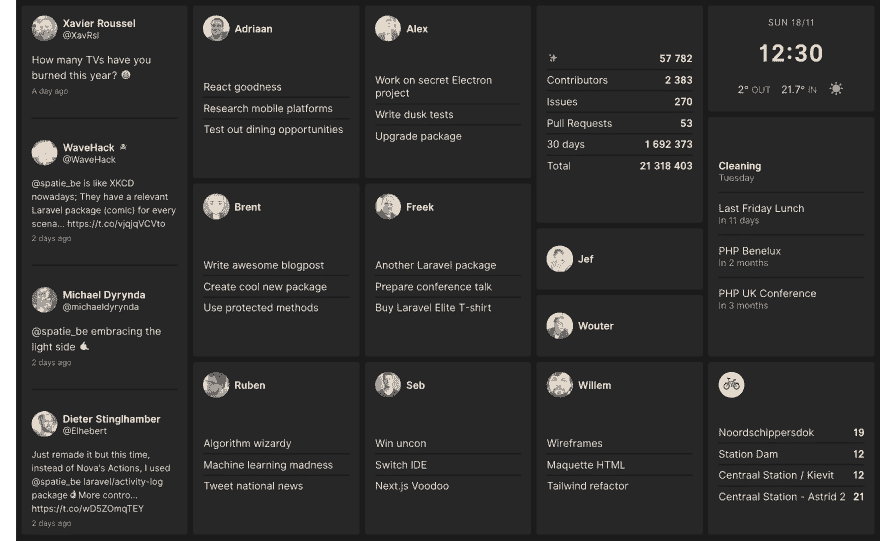 Xavier Roussel
@XavRsl
How many TVs have you
burned this year?
A day ago
WaveHack
@WaveHack
@spatie_be is like XKCD
nowadays; They have a relevant
Laravel package (comic) for every
scena... https://t.co/vjqjqVCVto
2 days ago
Michael Dyrynda
@michaeldyrynda
@spatie_be embracing the
light side
2 days ago
Dieter Stinglhamber
@Elhebert
Just remade it but this time,
instead of Nova's Actions, I used
@spatie_be laravel/activity-log
package More contro...
https://t.co/wD5ZOmqTEY
2 days ago
Adriaan
React goodness
Research mobile platforms
Test out dining opportunities
Brent
Write awesome blogpost
Create cool new package
Use protected methods
Ruben
Algorithm wizardy
Machine learning madness
Tweet national news
Alex
Work on secret Electron
project
Write dusk tests
Upgrade package
Freek
Another Laravel package
Prepare conference talk
Buy Laravel Elite T-shirt
Seb
Win uncon
Switch IDE
Next.js Voodoo
57 782
Contributors 2 383
Issues 270
Pull Requests 53
30 days 1 692 373
Total 21 318 403
Jef
Wouter
Willem
Wireframes
Maquette HTML
Tailwind refactor
SUN 18/11
12:30
2° OUT 21.7° IN
Cleaning
Tuesday
Last Friday Lunch
In 11 days
PHP Benelux
In 2 months
PHP UK Conference
In 3 months
Noordschippersdok 19
Station Dam 12
Centraal Station / Kievit 12
Centraal Station - Astrid 2 21